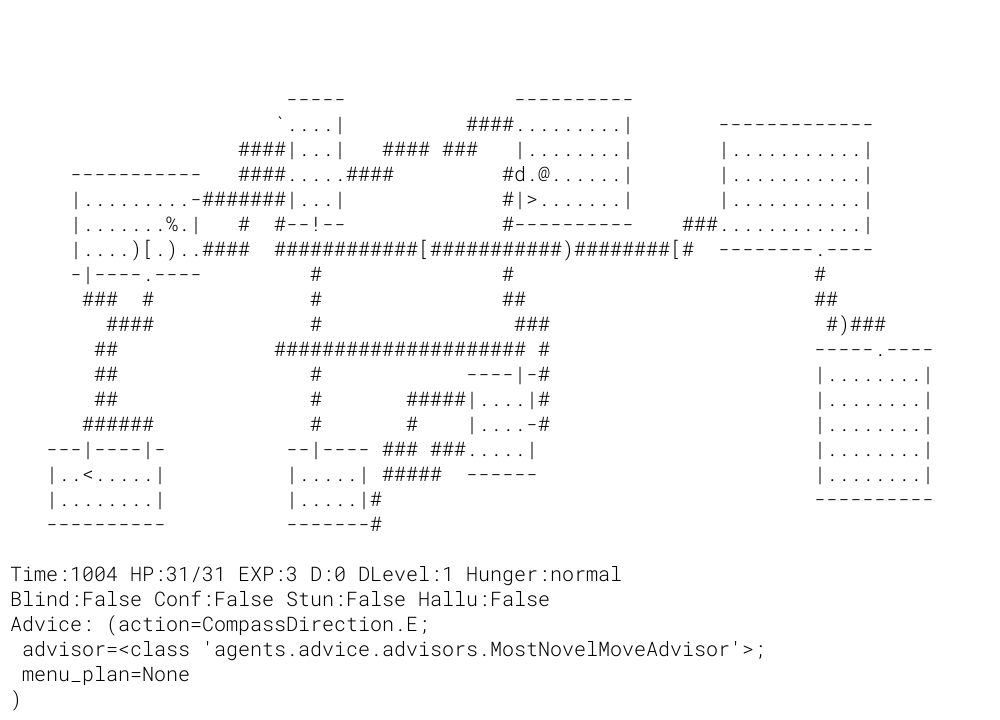 -----              ----------
                      `....|          ####.........|       -------------
                   ####|...|   #### ###   |........|       |...........|
     -----------   ####.....####         #d.@......|       |...........|
     |.........-#######|...|             #|>.......|       |...........|
     |.......%.|   #  #--!--             #----------    ###............|
     |....)[.)..####  ############[###########)########[#  --------.----
     -|----.----         #               #                         #
      ###  #             #               ##                        ##
        ####             #                ###                       #)###
       ##             ##################### #                      -----.----
       ##                #            ----|-#                      |........|
       ##                #       #####|....|#                      |........|
      ######             #       #    |....-#                      |........|
   ---|----|-          --|---- ### ###.....|                       |........|
   |..<.....|          |.....| #####  ------                       |........|
   |........|          |.....|#                                    ----------
   ----------          -------#
Time:1004 HP:31/31 EXP:3 D:0 DLevel:1 Hunger:normal
Blind:False Conf:False Stun:False Hallu:False
Advice: (action=CompassDirection.E;
 advisor=<class 'agents.advice.advisors.MostNovelMoveAdvisor'>;
 menu_plan=None
)